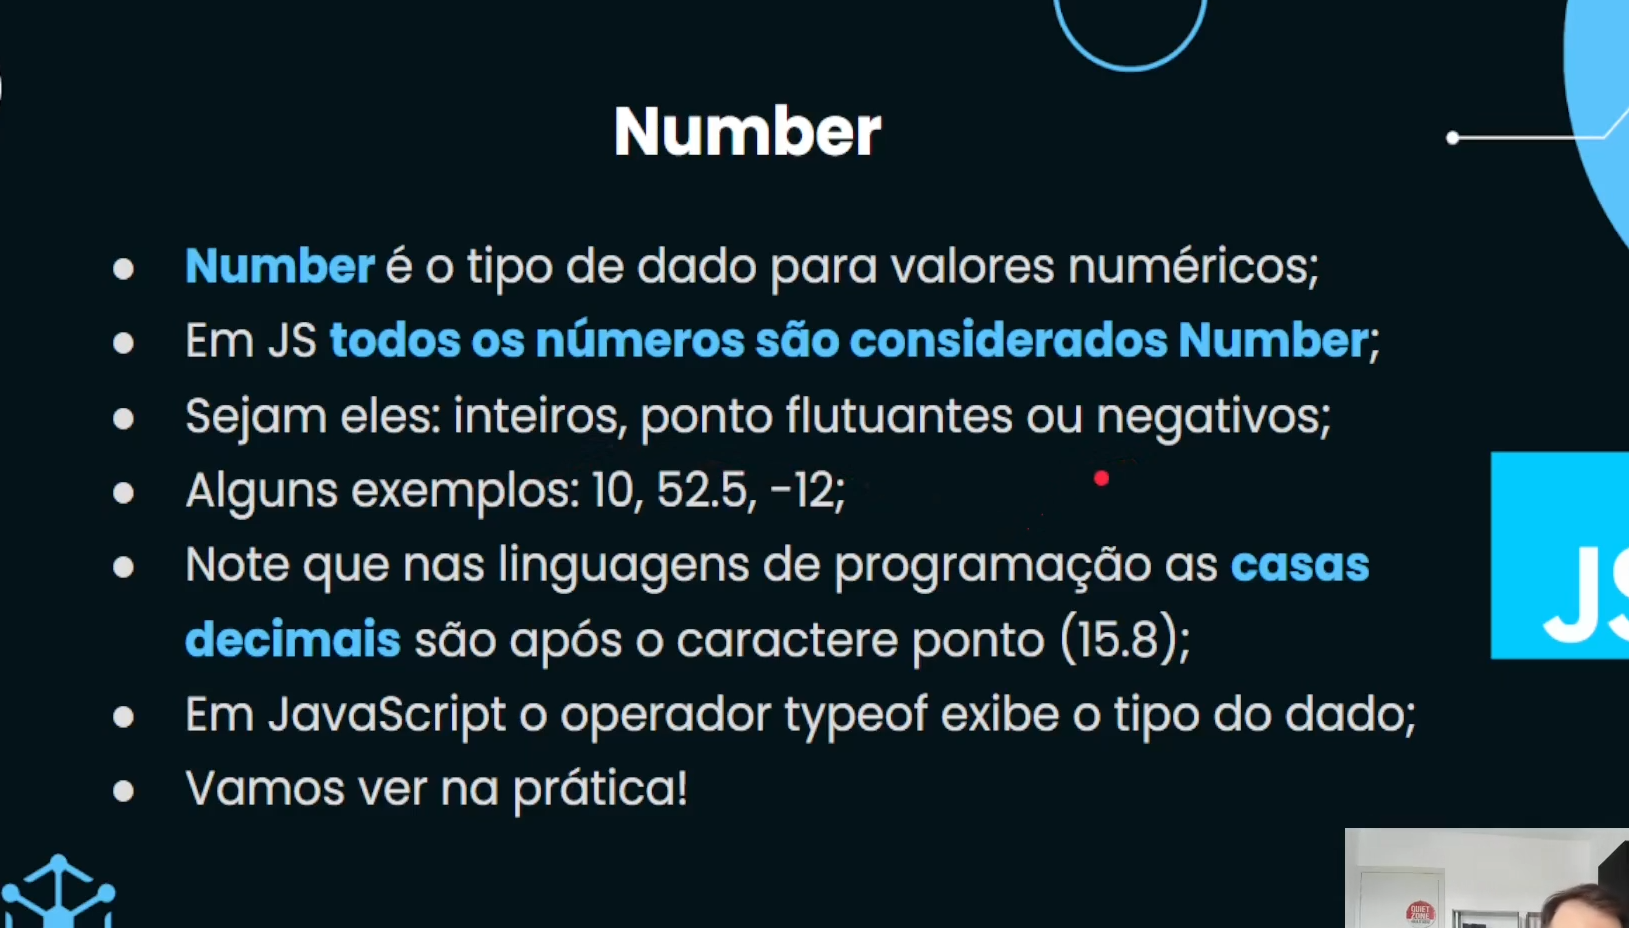 Number
● Number é o tipo de dado para valores numéricos;
● Em JS todos os números são considerados Number;
● Sejam eles: inteiros, ponto flutuantes ou negativos;
● Alguns exemplos: 10, 52.5, -12;
● Note que nas linguagens de programação as casas
decimais são após o caractere ponto (15.8);
● Em JavaScript o operador typeof exibe o tipo do dado;
● Vamos ver na prática!
JS
QUIET
ZONE